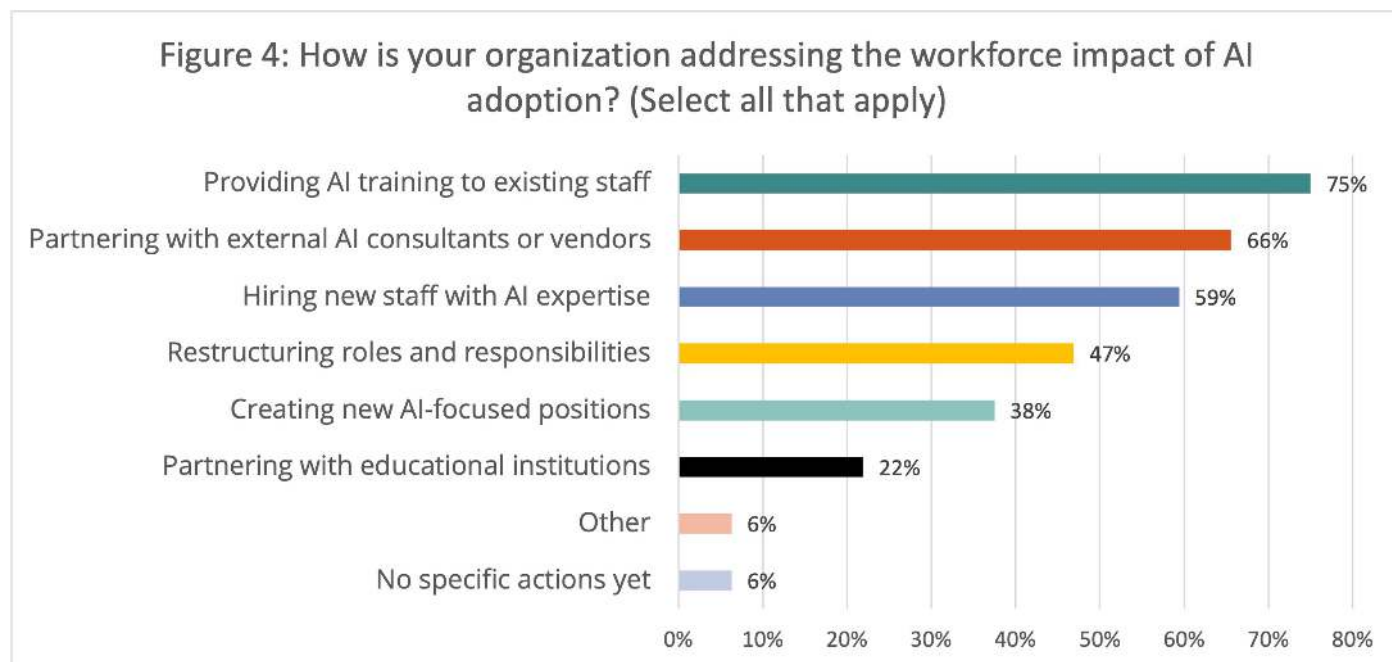 Figure 4: How is your organization addressing the workforce impact of AI
adoption? (Select all that apply)
Providing AI training to existing staff 75%
Partnering with external AI consultants or vendors 66%
Hiring new staff with AI expertise 59%
Restructuring roles and responsibilities 47%
Creating new AI-focused positions 38%
Partnering with educational institutions 22%
Other 6%
No specific actions yet 6%
0% 10% 20% 30% 40% 50% 60% 70% 80%